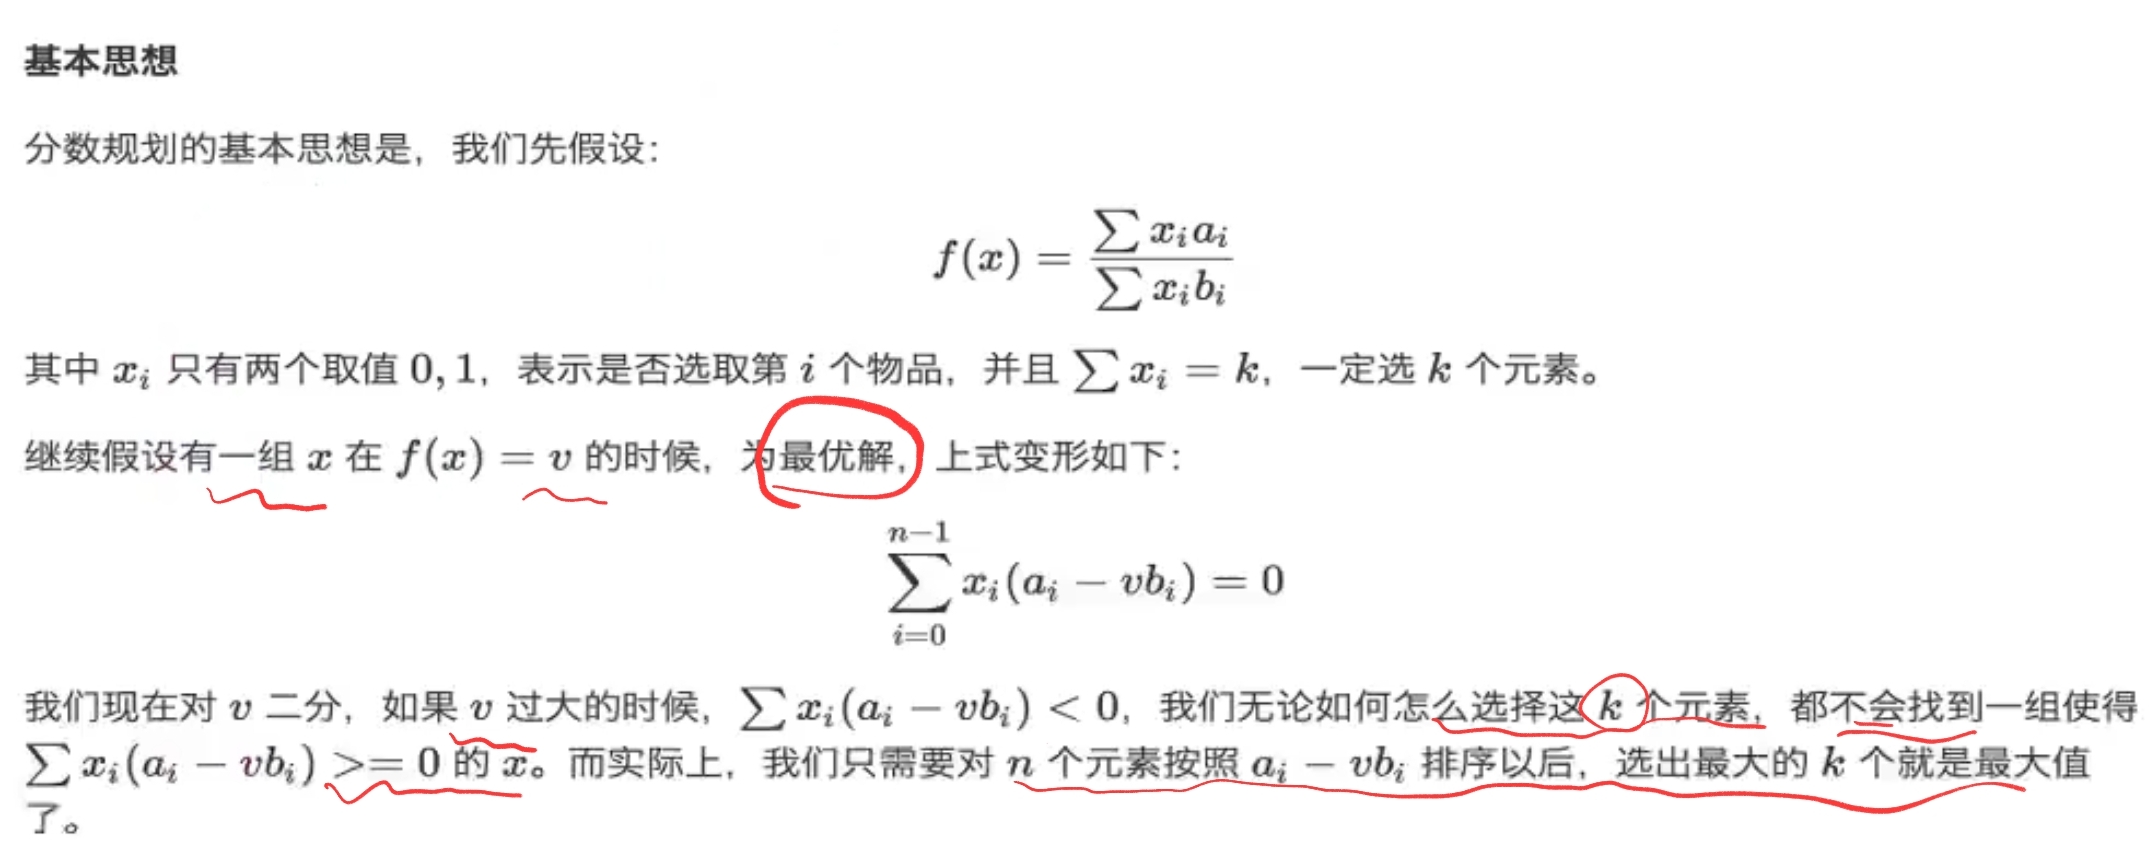 基本思想
分数规划的基本思想是，我们先假设：
f(x) = \frac{\sum x_i a_i}{\sum x_i b_i}
其中 x_i 只有两个取值 0, 1，表示是否选取第 i 个物品，并且 \sum x_i = k，一定选 k 个元素。
继续假设有一组 x 在 f(x) = v 的时候，为最优解，上式变形如下：
\sum_{i=0}^{n-1} x_i(a_i - vb_i) = 0
我们现在对 v 二分，如果 v 过大的时候，\sum x_i(a_i - vb_i) < 0，我们无论如何怎么选择这 k 个元素，都不会找到一组使得
\sum x_i(a_i - vb_i) >= 0 的 x。而实际上，我们只需要对 n 个元素按照 a_i - vb_i 排序以后，选出最大的 k 个就是最大值
了。